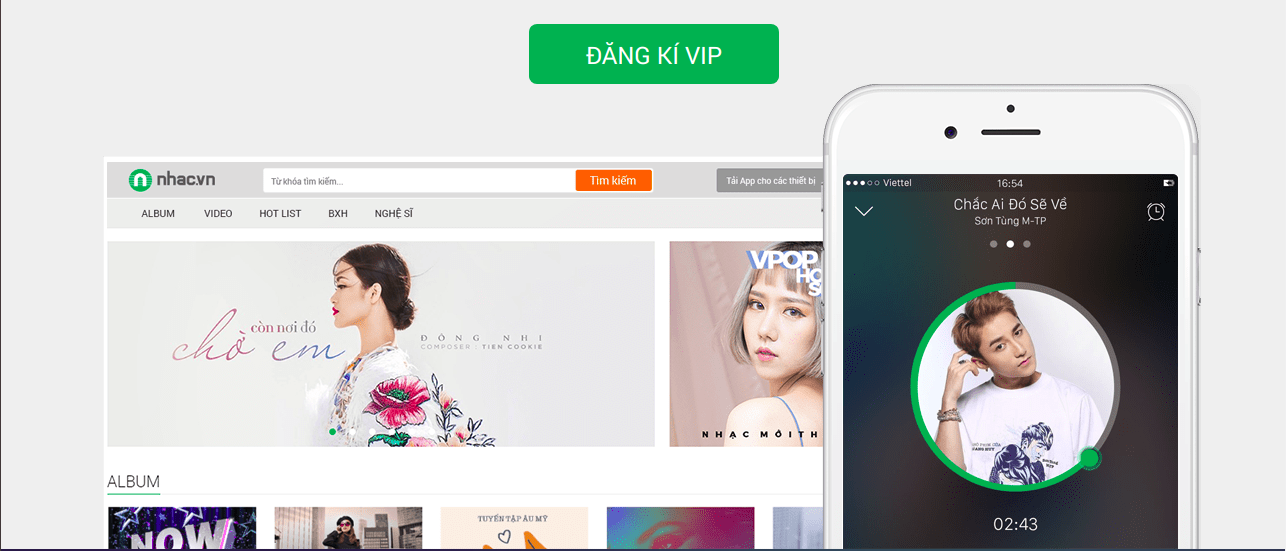 ĐĂNG KÍ VIP
nhac.vn
Từ khóa tìm kiếm...
Tìm kiếm
Tải App cho các thiết bị
ALBUM VIDEO HOT LIST BXH NGHỆ SĨ
còn nơi đó
chờ em
ĐÔNG NHI
COMPOSER : TIEN COOKIE
VPOP
NHẠC MỚI TH
ALBUM
NOW
TUYỂN TẬP ÂU MỸ
Viettel 16:54
Chắc Ai Đó Sẽ Về
Sơn Tùng M-TP
02:43